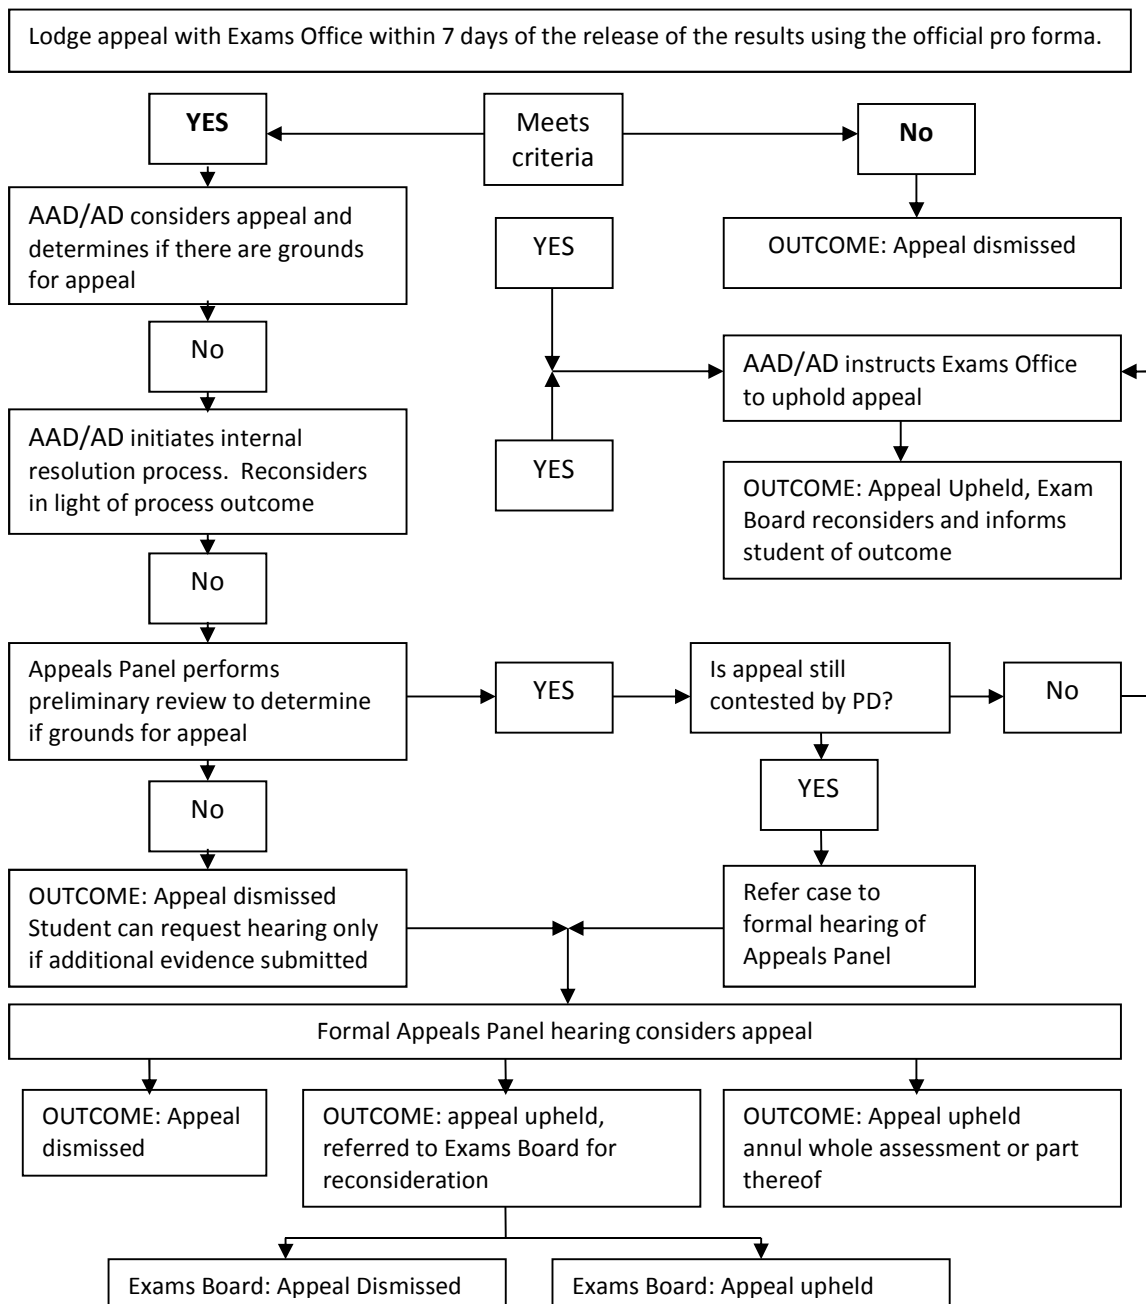 Lodge appeal with Exams Office within 7 days of the release of the results using the official pro forma.
YES
Meets
criteria
No
AAD/AD considers appeal and
determines if there are grounds
for appeal
YES
OUTCOME: Appeal dismissed
No
AAD/AD instructs Exams Office
to uphold appeal
AAD/AD initiates internal
resolution process.  Reconsiders
in light of process outcome
YES
OUTCOME: Appeal Upheld, Exam
Board reconsiders and informs
student of outcome
No
Appeals Panel performs
preliminary review to determine
if grounds for appeal
YES
Is appeal still
contested by PD?
No
No
YES
OUTCOME: Appeal dismissed
Student can request hearing only
if additional evidence submitted
Refer case to
formal hearing of
Appeals Panel
Formal Appeals Panel hearing considers appeal
OUTCOME: Appeal
dismissed
OUTCOME: appeal upheld,
referred to Exams Board for
reconsideration
OUTCOME: Appeal upheld
annul whole assessment or part
thereof
Exams Board: Appeal Dismissed
Exams Board: Appeal upheld